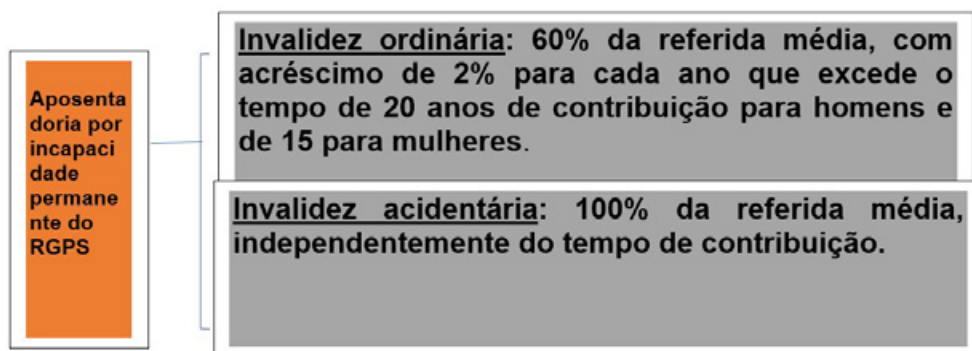 Aposenta
doria por
incapaci
dade
permane
nte do
RGPS
Invalidez ordinária: 60% da referida média, com
acréscimo de 2% para cada ano que excede o
tempo de 20 anos de contribuição para homens e
de 15 para mulheres.
Invalidez acidentária: 100% da referida média,
independentemente do tempo de contribuição.